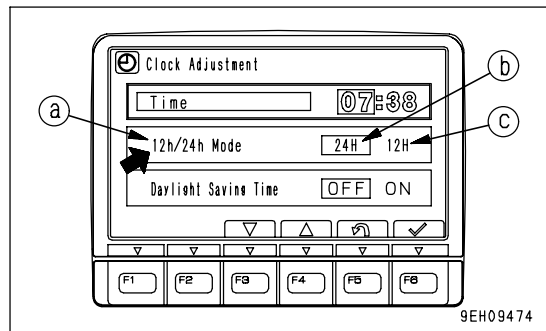 Clock Adjustment
Time 07:38
a 12h/24h Mode 24H 12H b c
Daylight Saving Time OFF ON
F1 F2 F3 F4 F5 F6
9EH09474